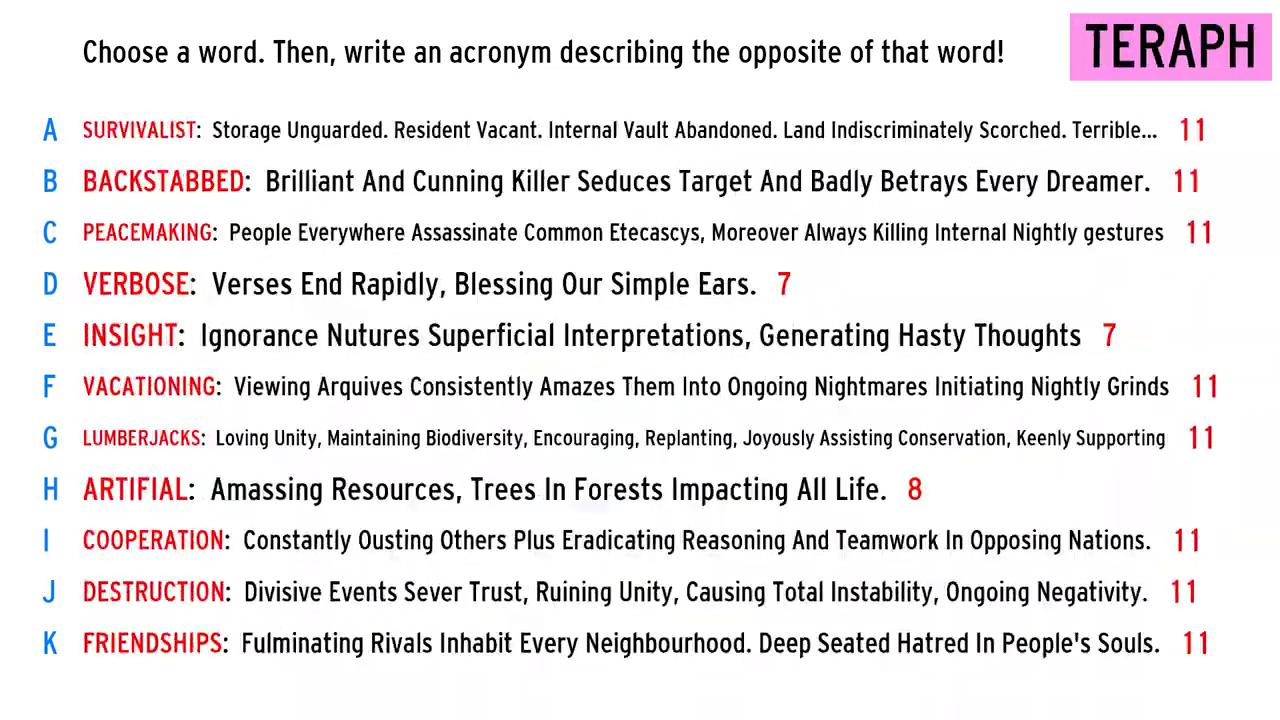 Choose a word. Then, write an acronym describing the opposite of that word!
TERAPH
A SURVIVALIST: Storage Unguarded. Resident Vacant. Internal Vault Abandoned. Land Indiscriminately Scorched. Terrible... 11
B BACKSTABBED: Brilliant And Cunning Killer Seduces Target And Badly Betrays Every Dreamer. 11
C PEACEMAKING: People Everywhere Assassinate Common Etecascys, Moreover Always Killing Internal Nightly gestures 11
D VERBOSE: Verses End Rapidly, Blessing Our Simple Ears. 7
E INSIGHT: Ignorance Nutures Superficial Interpretations, Generating Hasty Thoughts 7
F VACATIONING: Viewing Arquives Consistently Amazes Them Into Ongoing Nightmares Initiating Nightly Grinds 11
G LUMBERJACKS: Loving Unity, Maintaining Biodiversity, Encouraging, Replanting, Joyously Assisting Conservation, Keenly Supporting 11
H ARTIFIAL: Amassing Resources, Trees In Forests Impacting All Life. 8
I COOPERATION: Constantly Ousting Others Plus Eradicating Reasoning And Teamwork In Opposing Nations. 11
J DESTRUCTION: Divisive Events Sever Trust, Ruining Unity, Causing Total Instability, Ongoing Negativity. 11
K FRIENDSHIPS: Fulminating Rivals Inhabit Every Neighbourhood. Deep Seated Hatred In People's Souls. 11